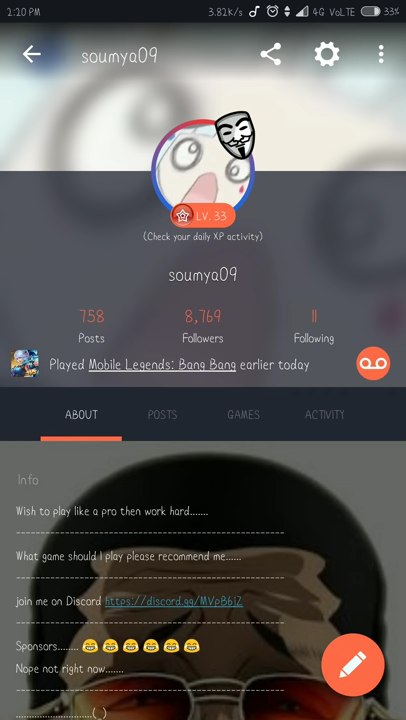 2:20 PM 3.82K/s 4G VoLTE 33%
soumya09
LV. 33
(Check your daily XP activity)
soumya09
758 8,769 11
Posts Followers Following
Played Mobile Legends: Bang Bang earlier today
ABOUT POSTS GAMES ACTIVITY
Info
Wish to play like a pro then work hard.......
------------------------------------------------
What game should I play please recommend me......
------------------------------------------------
join me on Discord https://discord.gg/MVpBbjZ
------------------------------------------------
Sponsors........ 😂 😂 😂 😂 😂 😂
Nope not right now.......
------------------------------------------------
............................(_)